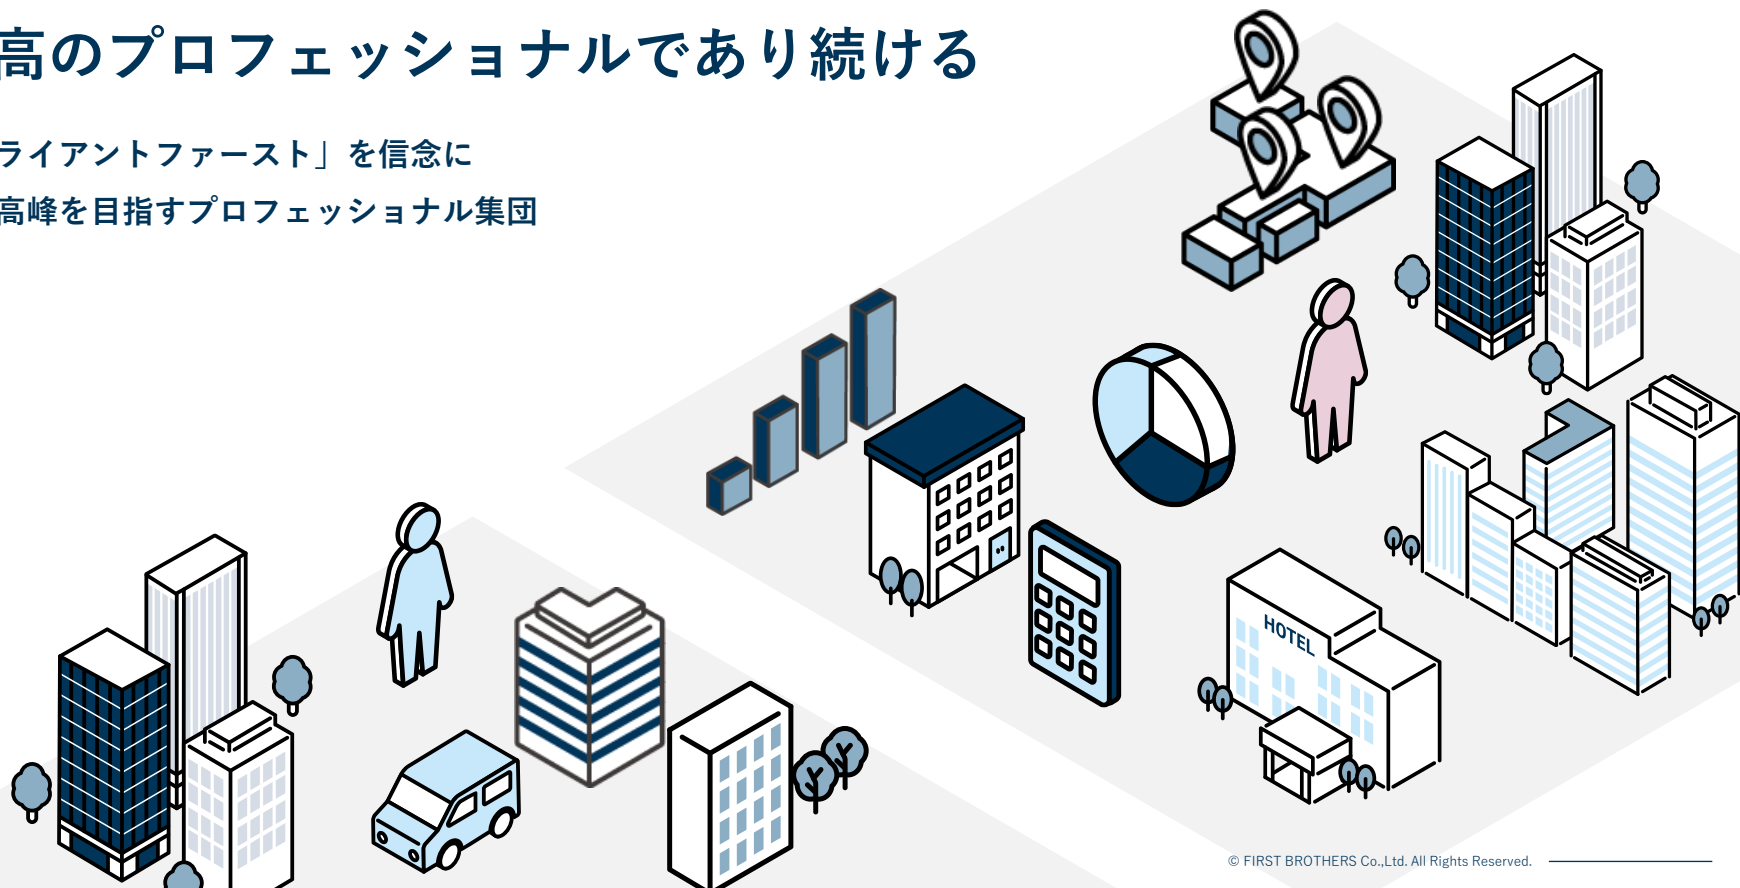 高のプロフェッショナルであり続ける
ライアントファースト」を信念に
高峰を目指すプロフェッショナル集団
HOTEL
© FIRST BROTHERS Co.,Ltd. All Rights Reserved.